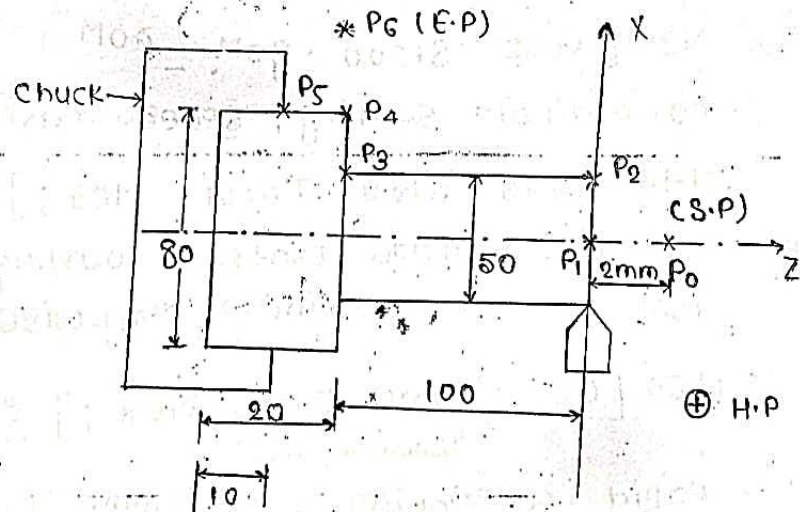 * P6 (E.P)
X
Chuck
P5
P4
P3
P2
(S.P)
80
50
P1
2mm
P0
Z
20
100
⊕ H.P
10